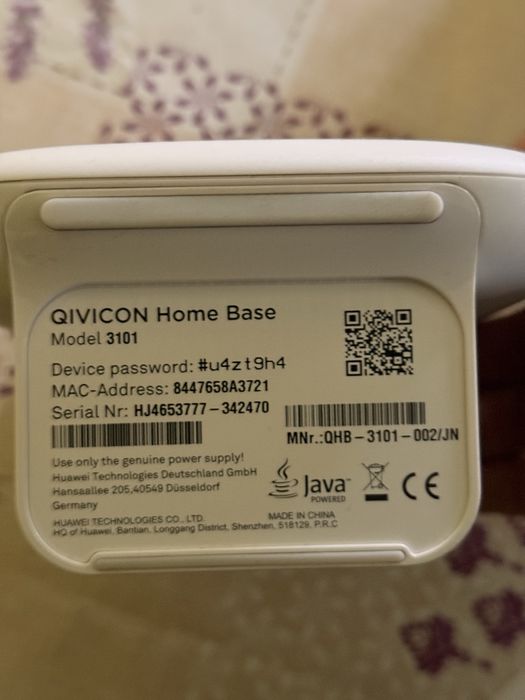 QIVICON Home Base
Model 3101
Device password: #u4zt9h4
MAC-Address: 8447658A3721
Serial Nr: HJ4653777-342470
MNr.:QHB-3101-002/JN
Use only the genuine power supply!
Huawei Technologies Deutschland GmbH
Hansaallee 205,40549 Düsseldorf
Germany
Java
POWERED
CE
HUAWEI TECHNOLOGIES CO., LTD.
MADE IN CHINA
HQ of Huawei, Bantian, Longgang District, Shenzhen, 518129, P.R.C